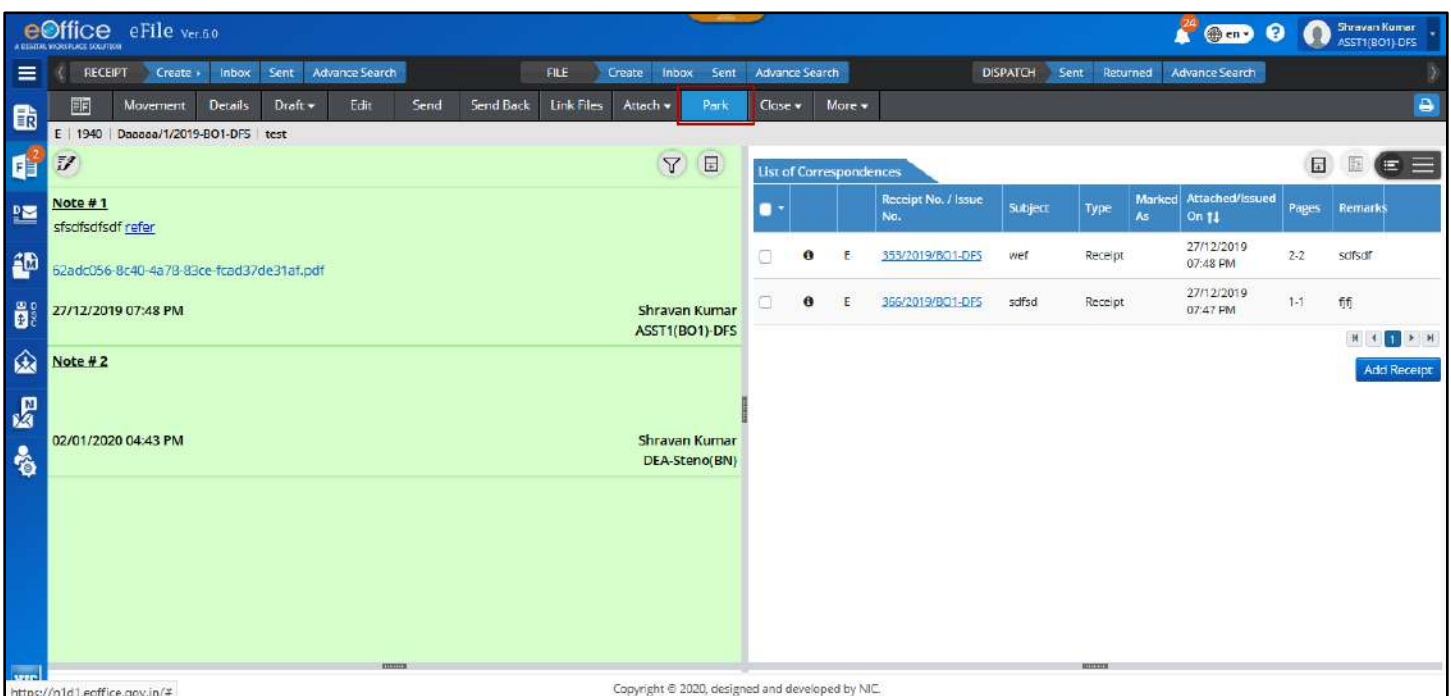 eOffice eFile Ver.6.0
A DIGITAL WORKPLACE SOLUTION
24 en ? Shravan Kumar
ASST1(BO1)-DFS
RECEIPT Create Inbox Sent Advance Search FILE Create Inbox Sent Advance Search DISPATCH Sent Returned Advance Search
Movement Details Draft Edit Send Send Back Link Files Attach Park Close More
E | 1940 | Daaaaa/1/2019-BO1-DFS | test
2
Note # 1
sfsdfsdfsdf refer
62adc056-8c40-4a78-83ce-fcad37de31af.pdf
27/12/2019 07:48 PM Shravan Kumar
ASST1(BO1)-DFS
Note # 2
02/01/2020 04:43 PM Shravan Kumar
DEA-Steno(BN)
List of Correspondences
Receipt No. / Issue No. Subject Type Marked As Attached/Issued On Pages Remarks
E 353/2019/BO1-DFS wef Receipt 27/12/2019 07:48 PM 2-2 sdfsdf
E 366/2019/BO1-DFS sdfsd Receipt 27/12/2019 07:47 PM 1-1 fjfj
1
Add Receipt
https://n1d1.eoffice.gov.in/#
Copyright © 2020, designed and developed by NIC.